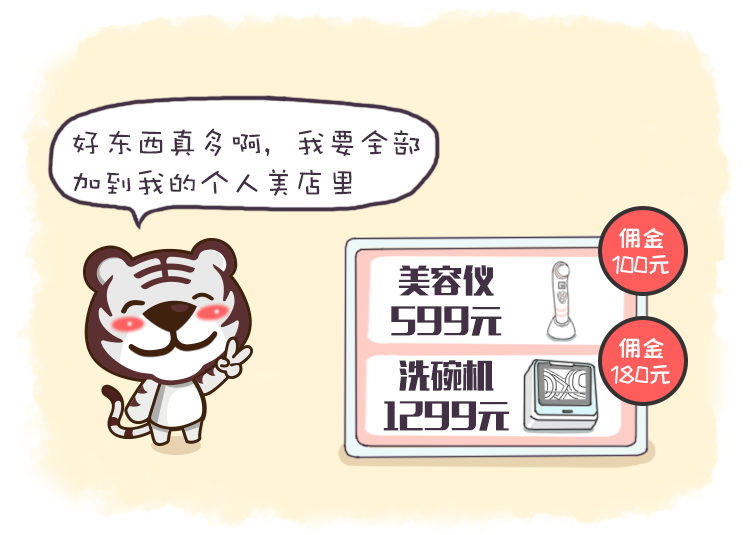 好东西真多啊，我要全部
加到我的个人美店里
佣金
100元
美容仪
599元
佣金
180元
洗碗机
1299元